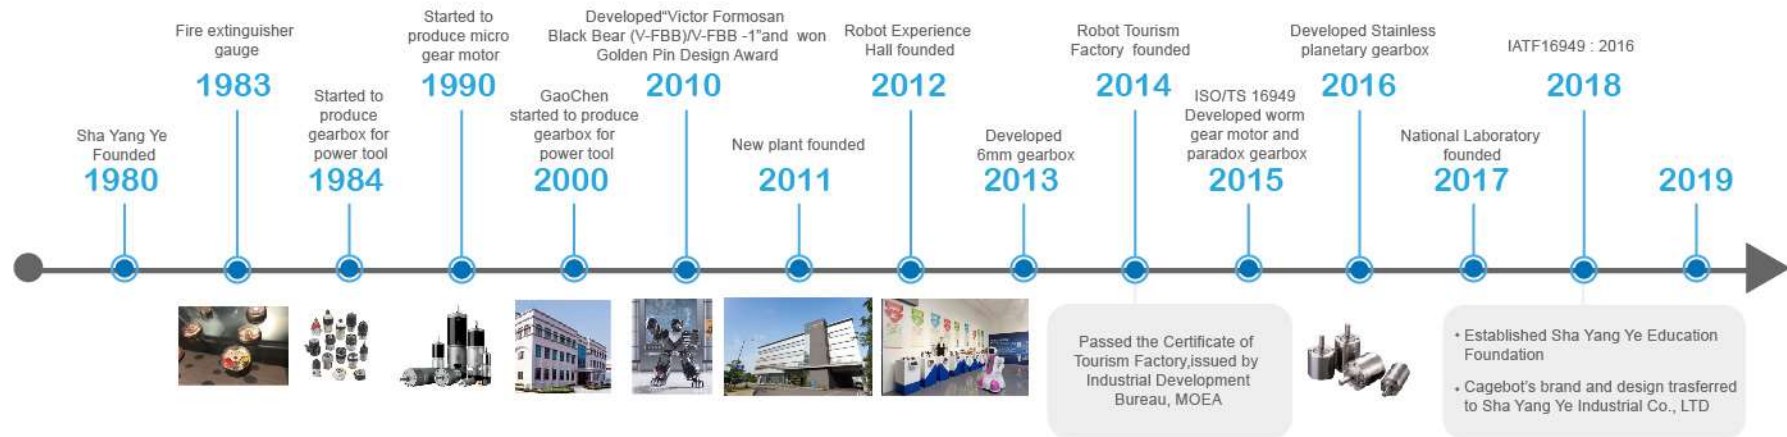 Sha Yang Ye
Founded
1980
Fire extinguisher
gauge
1983
Started to
produce
gearbox for
power tool
1984
Started to
produce micro
gear motor
1990
GaoChen
started to produce
gearbox for
power tool
2000
Developed“Victor Formosan
Black Bear (V-FBB)/V-FBB -1”and won
Golden Pin Design Award
2010
New plant founded
2011
Robot Experience
Hall founded
2012
Developed
6mm gearbox
2013
Robot Tourism
Factory founded
2014
Passed the Certificate of
Tourism Factory,issued by
Industrial Development
Bureau, MOEA
ISO/TS 16949
Developed worm
gear motor and
paradox gearbox
2015
Developed Stainless
planetary gearbox
2016
National Laboratory
founded
2017
IATF16949 : 2016
2018
• Established Sha Yang Ye Education
Foundation
• Cagebot’s brand and design trasferred
to Sha Yang Ye Industrial Co., LTD
2019